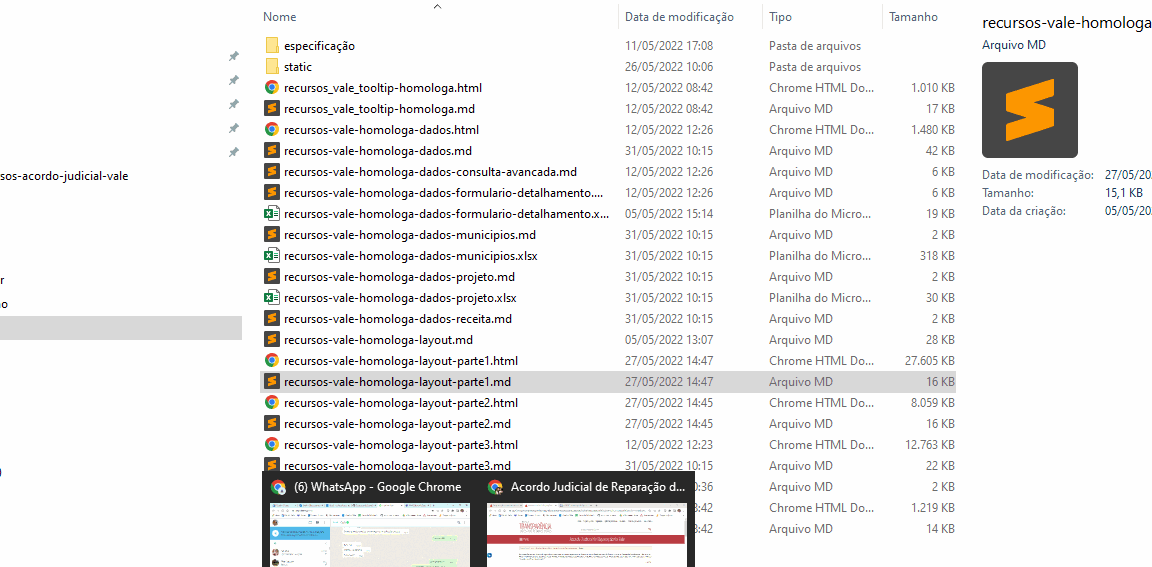 Nome Data de modificação Tipo Tamanho
especificação 11/05/2022 17:08 Pasta de arquivos
static 26/05/2022 10:06 Pasta de arquivos
recursos_vale_tooltip-homologa.html 12/05/2022 08:42 Chrome HTML Do... 1.010 KB
recursos_vale_tooltip-homologa.md 12/05/2022 08:42 Arquivo MD 17 KB
recursos-vale-homologa-dados.html 12/05/2022 12:26 Chrome HTML Do... 1.480 KB
recursos-vale-homologa-dados.md 31/05/2022 10:15 Arquivo MD 42 KB
recursos-vale-homologa-dados-consulta-avancada.md 12/05/2022 12:26 Arquivo MD 6 KB
recursos-vale-homologa-dados-formulario-detalhamento.... 12/05/2022 12:26 Arquivo MD 6 KB
recursos-vale-homologa-dados-formulario-detalhamento.x... 05/05/2022 15:14 Planilha do Micro... 19 KB
recursos-vale-homologa-dados-municipios.md 31/05/2022 10:15 Arquivo MD 2 KB
recursos-vale-homologa-dados-municipios.xlsx 31/05/2022 10:15 Planilha do Micro... 318 KB
recursos-vale-homologa-dados-projeto.md 31/05/2022 10:15 Arquivo MD 2 KB
recursos-vale-homologa-dados-projeto.xlsx 31/05/2022 10:15 Planilha do Micro... 30 KB
recursos-vale-homologa-dados-receita.md 31/05/2022 10:15 Arquivo MD 2 KB
recursos-vale-homologa-layout.md 05/05/2022 13:07 Arquivo MD 28 KB
recursos-vale-homologa-layout-parte1.html 27/05/2022 14:47 Chrome HTML Do... 27.605 KB
recursos-vale-homologa-layout-parte1.md 27/05/2022 14:47 Arquivo MD 16 KB
recursos-vale-homologa-layout-parte2.html 27/05/2022 14:45 Chrome HTML Do... 8.059 KB
recursos-vale-homologa-layout-parte2.md 27/05/2022 14:45 Arquivo MD 16 KB
recursos-vale-homologa-layout-parte3.html 12/05/2022 12:23 Chrome HTML Do... 12.763 KB
recursos-vale-homologa-layout-parte3.md 31/05/2022 10:15 Arquivo MD 22 KB
0:36 Arquivo MD 2 KB
8:42 Chrome HTML Do... 1.219 KB
8:42 Arquivo MD 14 KB
sos-acordo-judicial-vale
r
o
(6) WhatsApp - Google Chrome
Acordo Judicial de Reparação d...
TRANSPARÊNCIA
recursos-vale-homologa
Arquivo MD
Data de modificação: 27/05/202
Tamanho: 15,1 KB
Data da criação: 05/05/202